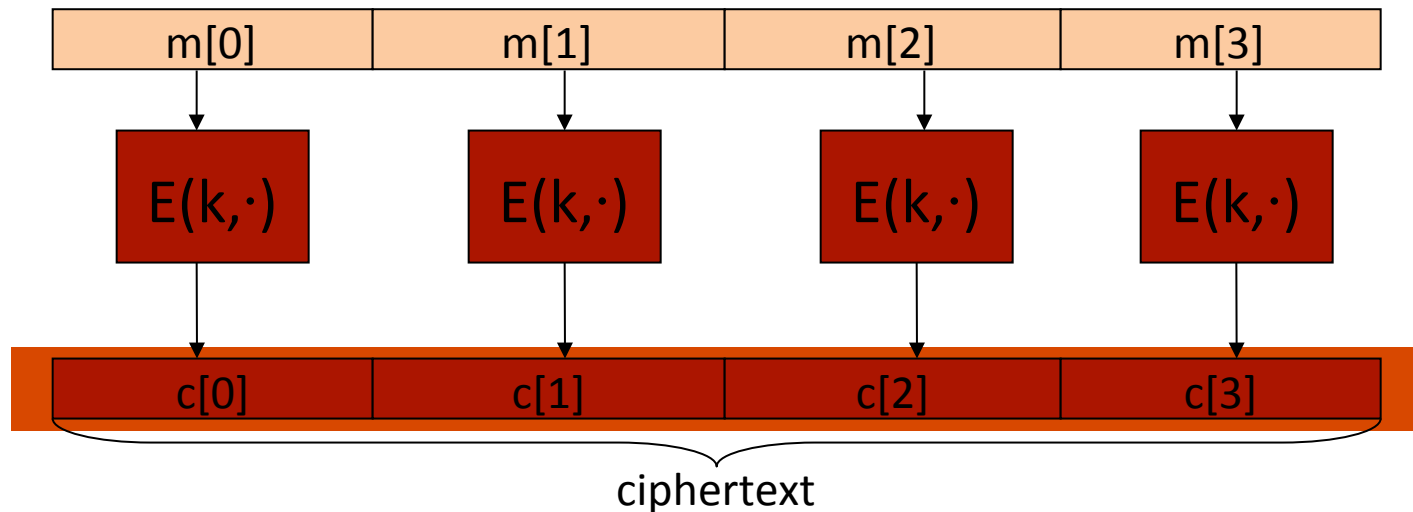 m[0] m[1] m[2] m[3]
E(k,·) E(k,·) E(k,·) E(k,·)
c[0] c[1] c[2] c[3]
ciphertext